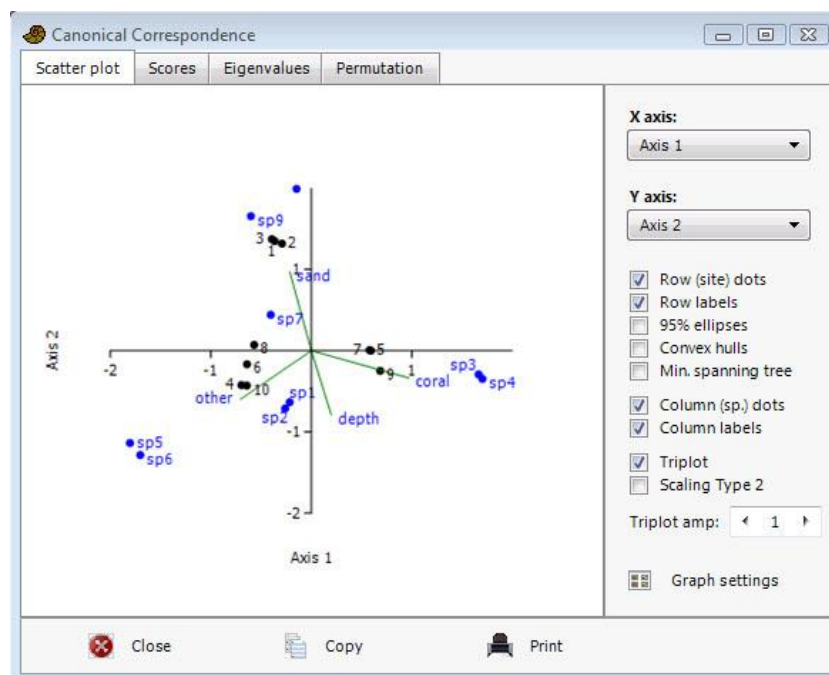 Canonical Correspondence
Scatter plot Scores Eigenvalues Permutation
X axis:
Axis 1
Y axis:
Axis 2
Row (site) dots
Row labels
95% ellipses
Convex hulls
Min. spanning tree
Column (sp.) dots
Column labels
Triplot
Scaling Type 2
Triplot amp: 1
Graph settings
sp9
3 2
1
1
sand
sp7
8 7 5
-2 -1 1
6 9 sp3
coral sp4
4 10
other sp1
sp2 depth
-1
sp5
sp6
-2
Axis 2
Axis 1
Close Copy Print